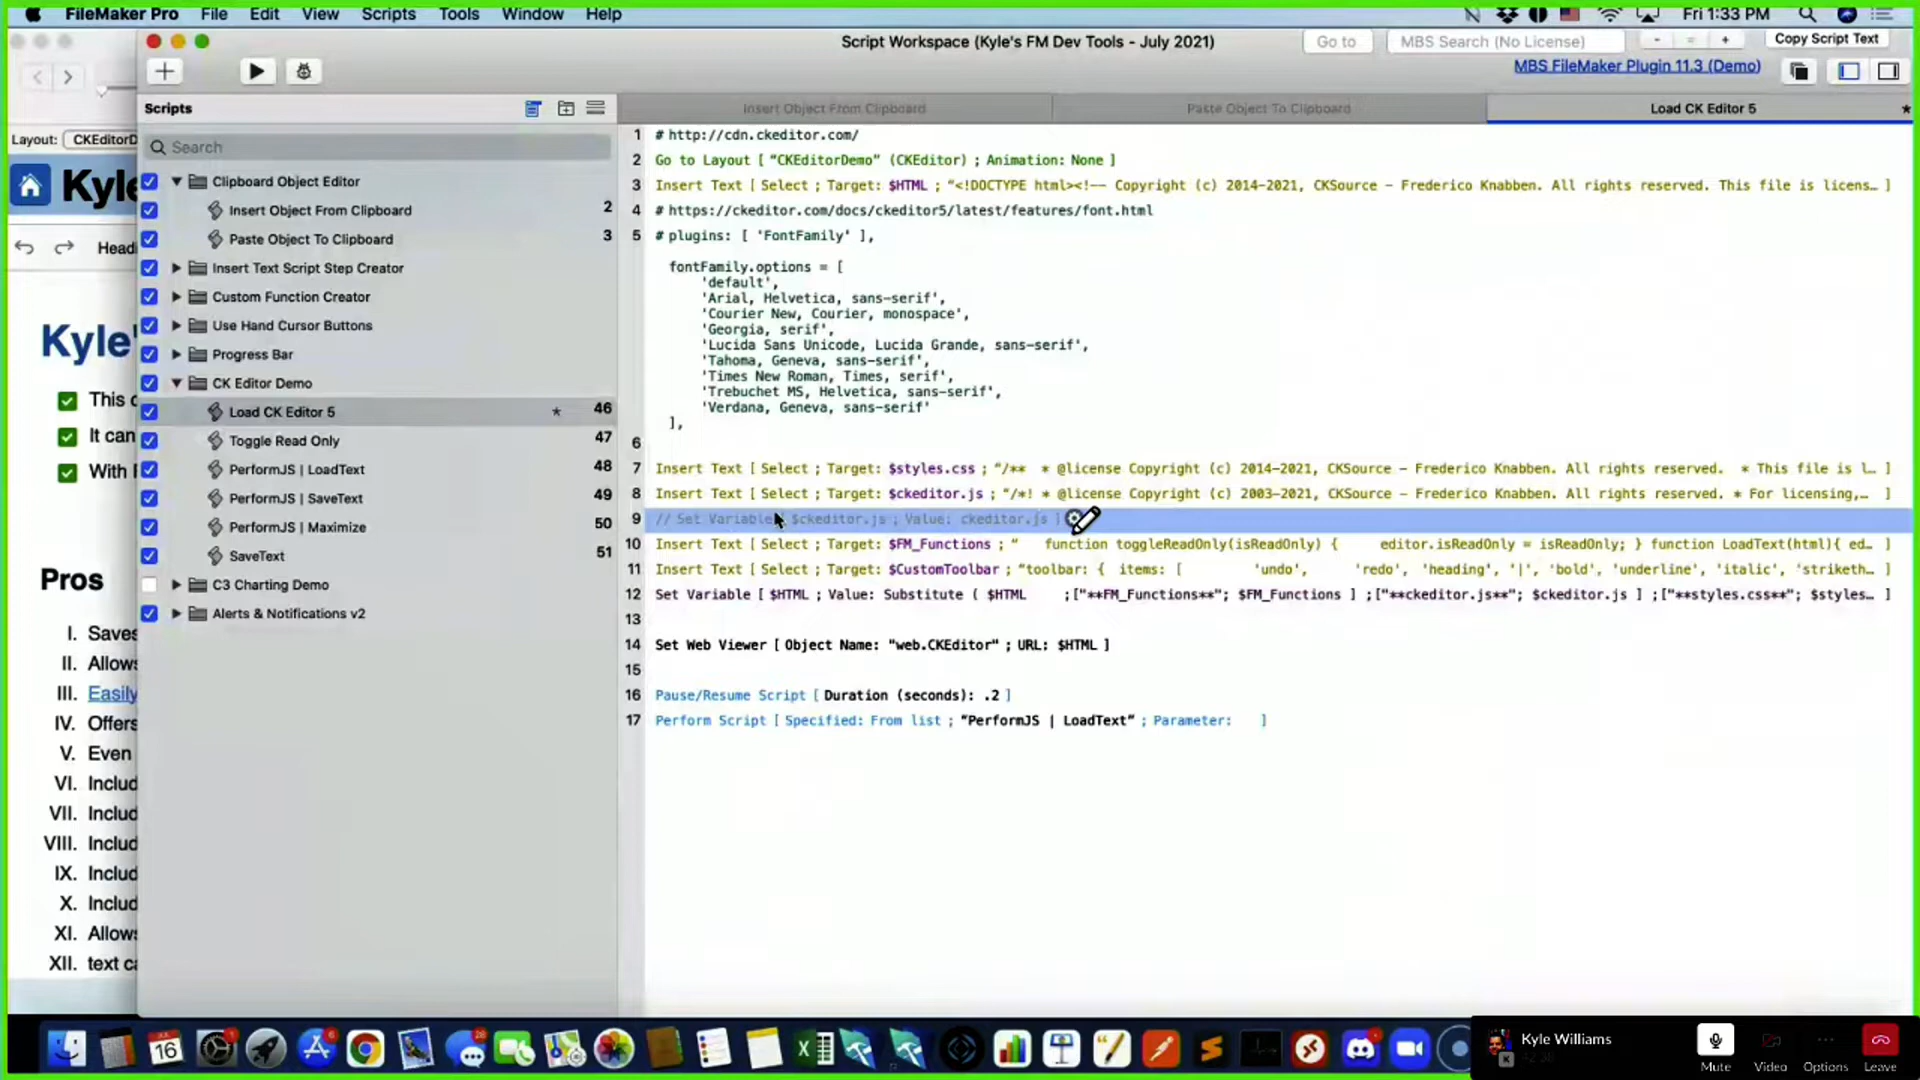 FileMaker Pro File Edit View Scripts Tools Window Help Fri 1:33 PM
Script Workspace (Kyle's FM Dev Tools - July 2021) Go to MBS Search (No License) - = + Copy Script Text
MBS FileMaker Plugin 11.3 (Demo)
Layout: CKEditorD
Kyle
Headi
Kyle'
This c
It can
With F
Pros
I. Saves
II. Allows
III. Easily
IV. Offers
V. Even
VI. Includ
VII. Includ
VIII. Includ
IX. Includ
X. Includ
XI. Allows
XII. text ca
Scripts
Search
Clipboard Object Editor
Insert Object From Clipboard 2
Paste Object To Clipboard 3
Insert Text Script Step Creator
Custom Function Creator
Use Hand Cursor Buttons
Progress Bar
CK Editor Demo
Load CK Editor 5 * 46
Toggle Read Only 47
PerformJS | LoadText 48
PerformJS | SaveText 49
PerformJS | Maximize 50
SaveText 51
C3 Charting Demo
Alerts & Notifications v2
Insert Object From Clipboard Paste Object To Clipboard Load CK Editor 5 *
1 # http://cdn.ckeditor.com/
2 Go to Layout [ "CKEditorDemo" (CKEditor) ; Animation: None ]
3 Insert Text [ Select ; Target: $HTML ; "<!DOCTYPE html><!-- Copyright (c) 2014-2021, CKSource - Frederico Knabben. All rights reserved. This file is licens… ]
4 # https://ckeditor.com/docs/ckeditor5/latest/features/font.html
5 # plugins: [ 'FontFamily' ],
fontFamily.options = [
'default',
'Arial, Helvetica, sans-serif',
'Courier New, Courier, monospace',
'Georgia, serif',
'Lucida Sans Unicode, Lucida Grande, sans-serif',
'Tahoma, Geneva, sans-serif',
'Times New Roman, Times, serif',
'Trebuchet MS, Helvetica, sans-serif',
'Verdana, Geneva, sans-serif'
],
6
7 Insert Text [ Select ; Target: $styles.css ; "/** * @license Copyright (c) 2014-2021, CKSource - Frederico Knabben. All rights reserved. * This file is l… ]
8 Insert Text [ Select ; Target: $ckeditor.js ; "/*! * @license Copyright (c) 2003-2021, CKSource - Frederico Knabben. All rights reserved. * For licensing,… ]
9 // Set Variable [ $ckeditor.js ; Value: ckeditor.js ]
10 Insert Text [ Select ; Target: $FM_Functions ; " function toggleReadOnly(isReadOnly) { editor.isReadOnly = isReadOnly; } function LoadText(html){ ed… ]
11 Insert Text [ Select ; Target: $CustomToolbar ; "toolbar: { items: [ 'undo', 'redo', 'heading', '|', 'bold', 'underline', 'italic', 'striketh… ]
12 Set Variable [ $HTML ; Value: Substitute ( $HTML ;["**FM_Functions**"; $FM_Functions ] ;["**ckeditor.js**"; $ckeditor.js ] ;["**styles.css**"; $styles… ]
13
14 Set Web Viewer [ Object Name: "web.CKEditor" ; URL: $HTML ]
15
16 Pause/Resume Script [ Duration (seconds): .2 ]
17 Perform Script [ Specified: From list ; "PerformJS | LoadText" ; Parameter: ]
16
Kyle Williams
Mute Video Options Leave